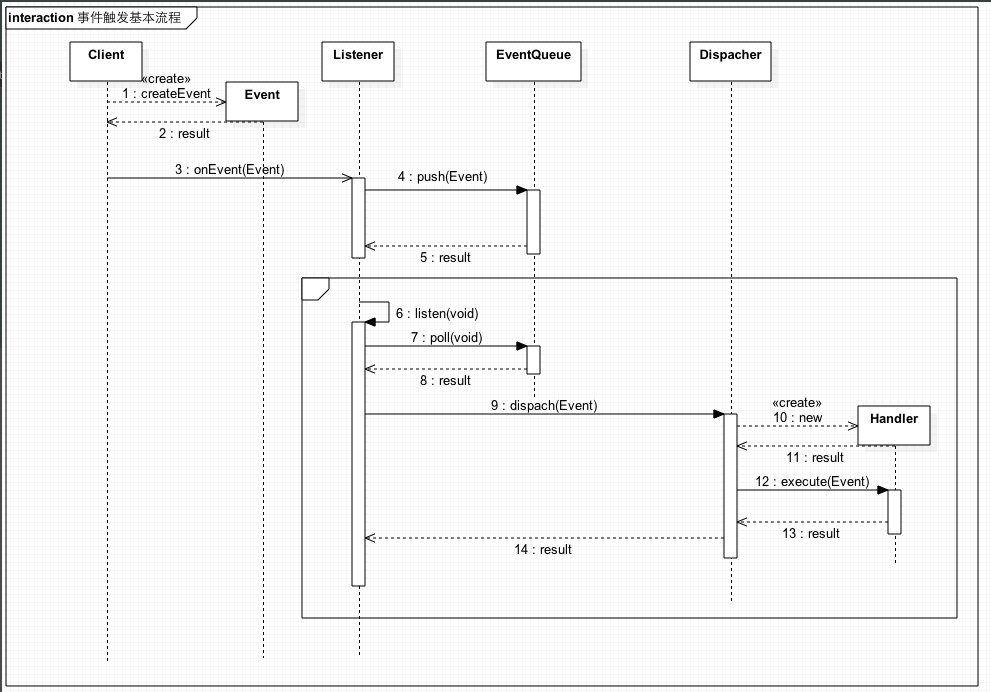 interaction 事件触发基本流程
Client
Listener
EventQueue
Dispacher
«create»
1 : createEvent
Event
2 : result
3 : onEvent(Event)
4 : push(Event)
5 : result
6 : listen(void)
7 : poll(void)
8 : result
9 : dispach(Event)
«create»
10 : new
Handler
11 : result
12 : execute(Event)
13 : result
14 : result